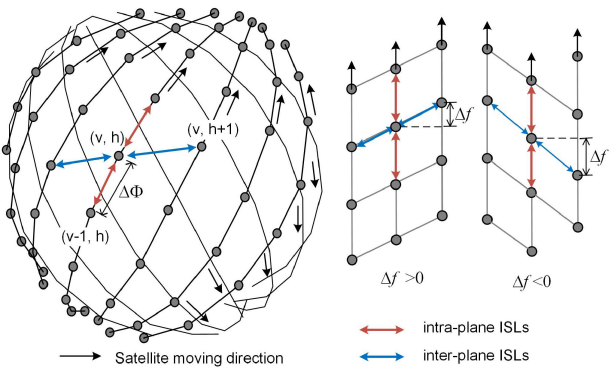 (v, h)
(v, h+1)
ΔΦ
(v-1, h)
Satellite moving direction
Δf
Δf
Δf >0
Δf <0
intra-plane ISLs
inter-plane ISLs